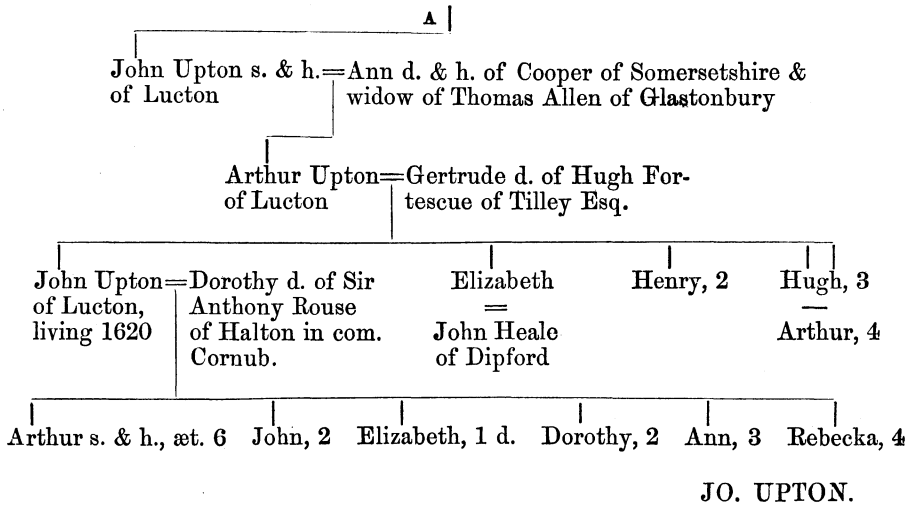 A
John Upton s. & h.=Ann d. & h. of Cooper of Somersetshire &
of Lucton widow of Thomas Allen of Glastonbury
Arthur Upton=Gertrude d. of Hugh For-
of Lucton tescue of Tilley Esq.
John Upton=Dorothy d. of Sir
of Lucton, Anthony Rouse
living 1620 of Halton in com.
Cornub.
Elizabeth
=
John Heale
of Dipford
Henry, 2
Hugh, 3
—
Arthur, 4
Arthur s. & h., æt. 6 John, 2 Elizabeth, 1 d. Dorothy, 2 Ann, 3 Rebecka, 4
JO. UPTON.